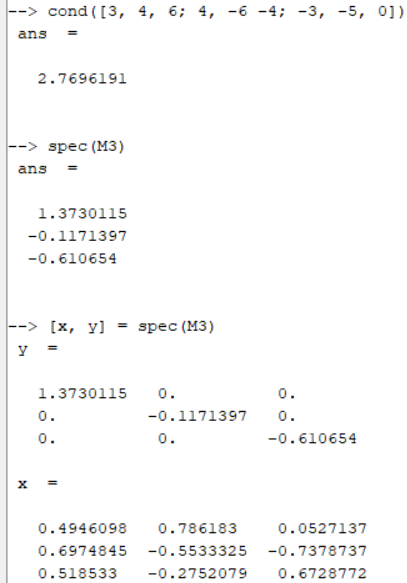 --> cond([3, 4, 6; 4, -6 -4; -3, -5, 0])
ans =
2.7696191
--> spec(M3)
ans =
1.3730115
-0.1171397
-0.610654
--> [x, y] = spec(M3)
y =
1.3730115 0. 0.
0. -0.1171397 0.
0. 0. -0.610654
x =
0.4946098 0.786183 0.0527137
0.6974845 -0.5533325 -0.7378737
0.518533 -0.2752079 0.6728772